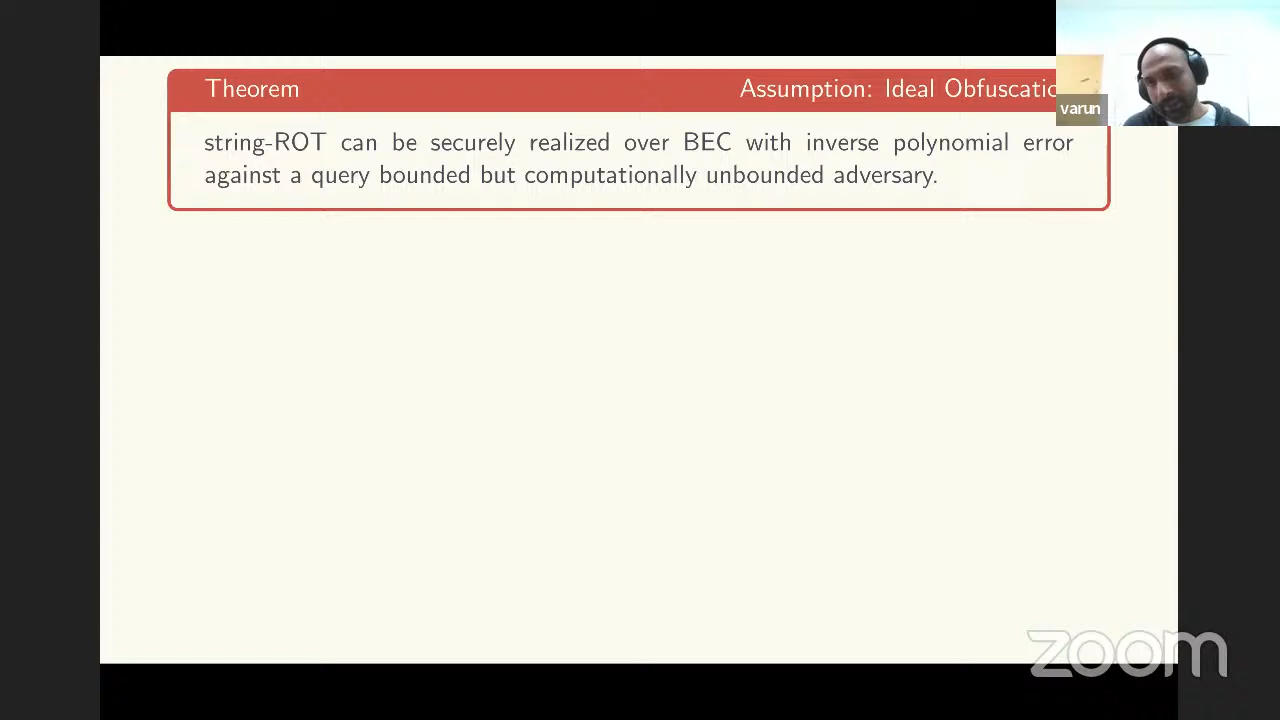 Theorem
Assumption: Ideal
string-ROT can be securely realized over BEC with inverse polynomial error
against a query bounded but computationally unbounded adversary.
varun
zoom